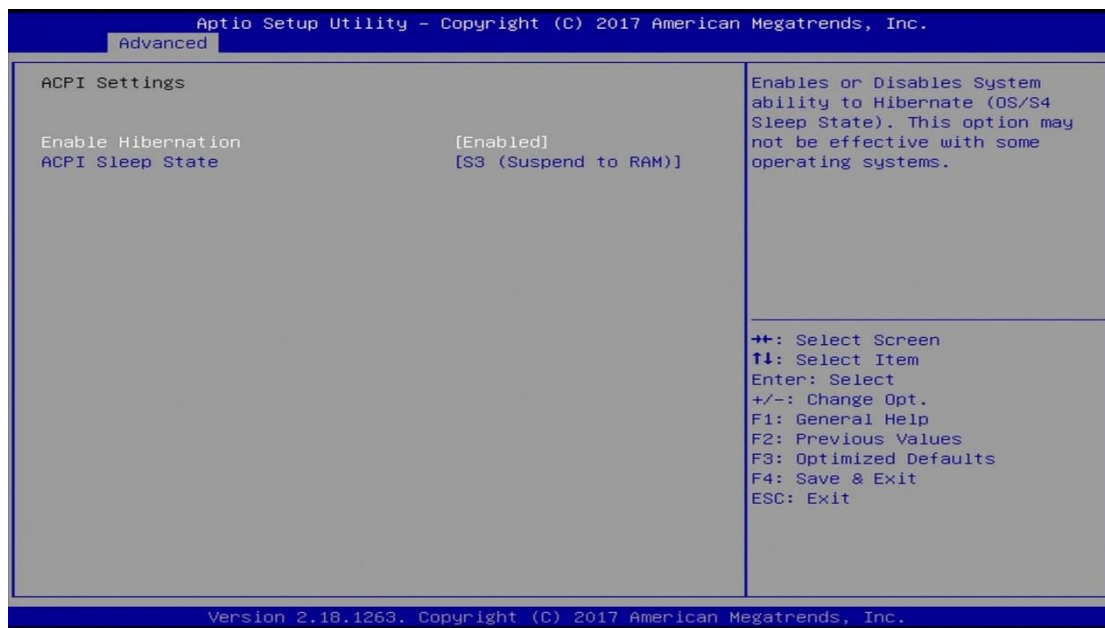 Aptio Setup Utility – Copyright (C) 2017 American Megatrends, Inc.
Advanced
ACPI Settings
Enable Hibernation [Enabled]
ACPI Sleep State [S3 (Suspend to RAM)]
Enables or Disables System
ability to Hibernate (OS/S4
Sleep State). This option may
not be effective with some
operating systems.
→←: Select Screen
↑↓: Select Item
Enter: Select
+/-: Change Opt.
F1: General Help
F2: Previous Values
F3: Optimized Defaults
F4: Save & Exit
ESC: Exit
Version 2.18.1263. Copyright (C) 2017 American Megatrends, Inc.